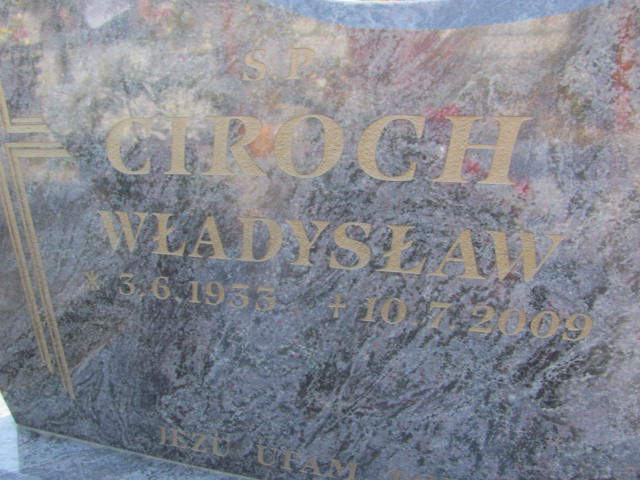 Ś.P.
CIROCH
WŁADYSŁAW
* 3.6.1933 + 10.7.2009
JEZU UFAM